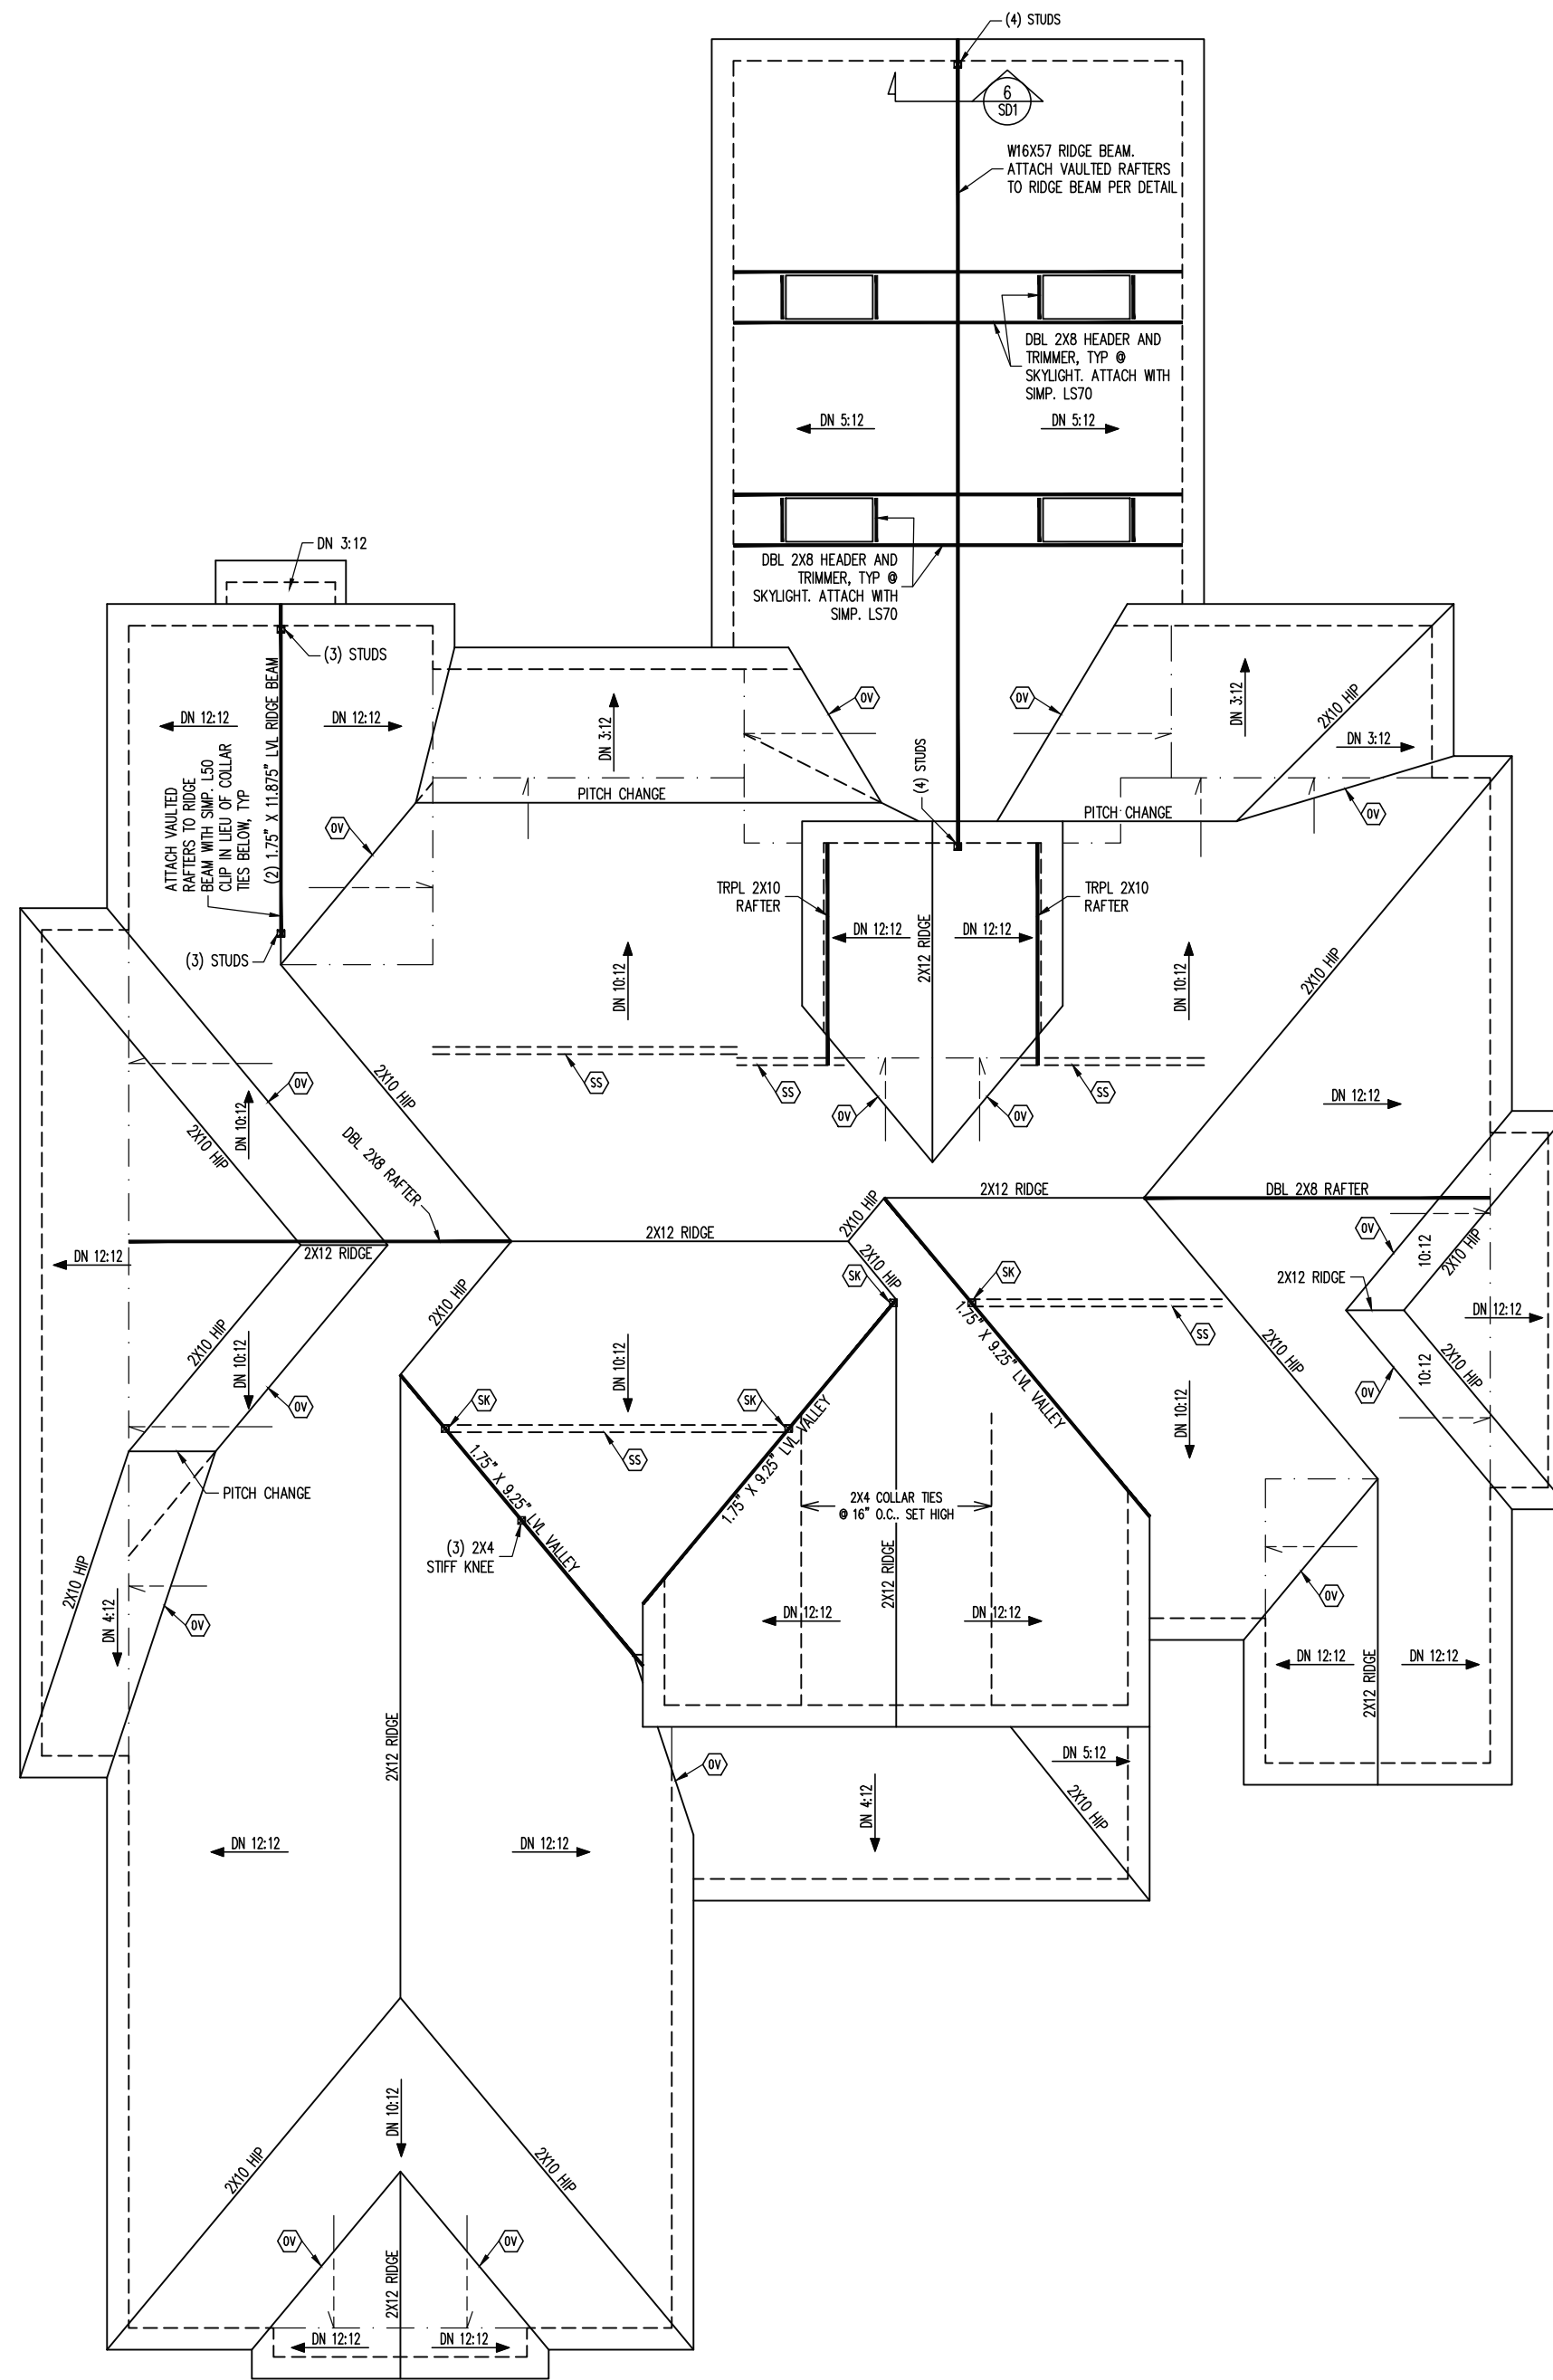 (4) STUDS
6
SD1
W16X57 RIDGE BEAM.
ATTACH VAULTED RAFTERS
TO RIDGE BEAM PER DETAIL
DBL 2X8 HEADER AND
TRIMMER, TYP @
SKYLIGHT. ATTACH WITH
SIMP. LS70
DN 5:12
DN 5:12
DBL 2X8 HEADER AND
TRIMMER, TYP @
SKYLIGHT. ATTACH WITH
SIMP. LS70
DN 3:12
(3) STUDS
DN 12:12
DN 12:12
(2) 1.75" X 11.875" LVL RIDGE BEAM
ATTACH VAULTED
RAFTERS TO RIDGE
BEAM WITH SIMP. L50
CLIP IN LIEU OF COLLAR
TIES BELOW, TYP
(3) STUDS
OV
DN 3:12
PITCH CHANGE
OV
OV
(4) STUDS
DN 3:12
2X10 HIP
DN 3:12
PITCH CHANGE
OV
TRPL 2X10
RAFTER
TRPL 2X10
RAFTER
DN 12:12
DN 12:12
2X12 RIDGE
DN 10:12
DN 10:12
2X10 HIP
SS
SS
SS
OV
OV
OV
DN 10:12
2X10 HIP
2X10 HIP
DBL 2X8 RAFTER
DN 12:12
DN 12:12
2X12 RIDGE
2X12 RIDGE
2X10 HIP
2X10 HIP
2X12 RIDGE
DBL 2X8 RAFTER
OV
10:12
2X10 HIP
2X12 RIDGE
DN 12:12
SK
SK
SS
1.75" X 9.25" LVL VALLEY
2X10 HIP
2X10 HIP
DN 10:12
2X10 HIP
OV
DN 10:12
SK
SK
SS
1.75" X 9.25" LVL VALLEY
1.75" X 9.25" LVL VALLEY
10:12
2X10 HIP
OV
DN 10:12
PITCH CHANGE
2X4 COLLAR TIES
@ 16" O.C.. SET HIGH
(3) 2X4
STIFF KNEE
2X12 RIDGE
2X10 HIP
DN 4:12
OV
DN 12:12
DN 12:12
OV
DN 12:12
DN 12:12
2X12 RIDGE
2X12 RIDGE
OV
DN 5:12
DN 4:12
2X10 HIP
DN 12:12
DN 12:12
DN 10:12
2X10 HIP
2X10 HIP
OV
OV
2X12 RIDGE
DN 12:12
DN 12:12